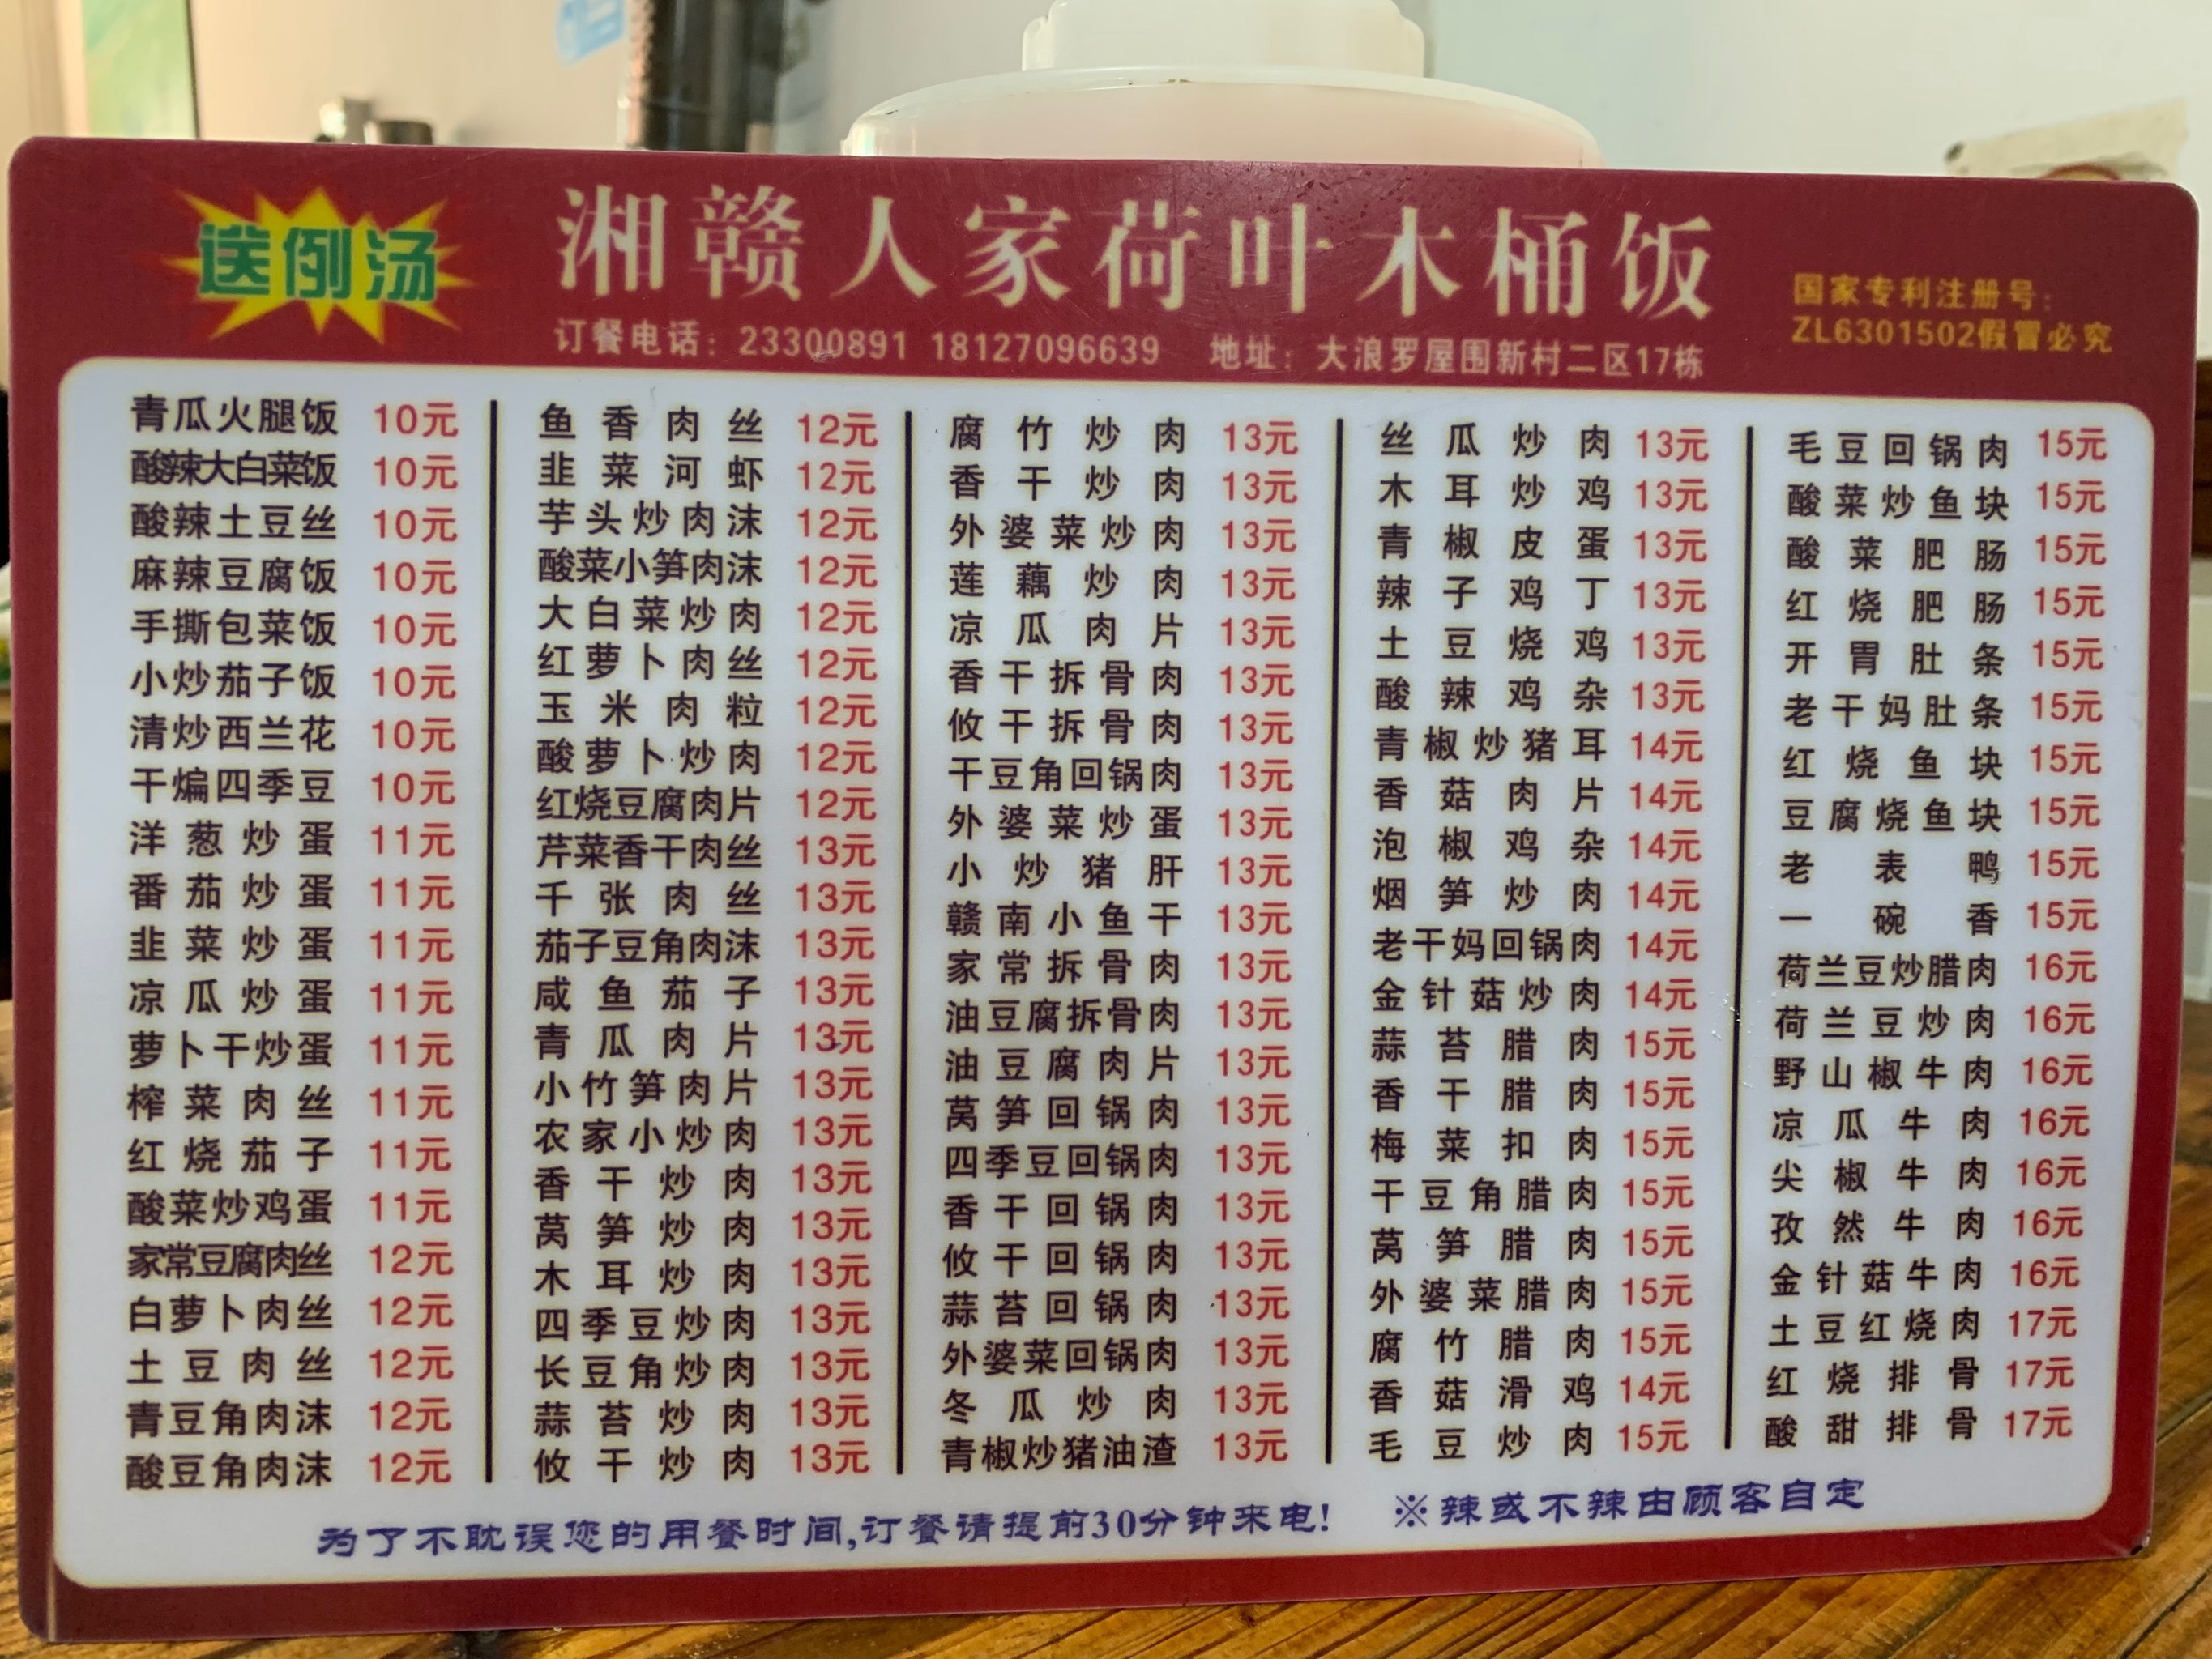 送例汤
湘赣人家荷叶木桶饭
订餐电话：23300891 18127096639 地址：大浪罗屋围新村二区17栋
国家专利注册号：
ZL6301502假冒必究
青瓜火腿饭 10元
酸辣大白菜饭 10元
酸辣土豆丝 10元
麻辣豆腐饭 10元
手撕包菜饭 10元
小炒茄子饭 10元
清炒西兰花 10元
干煸四季豆 10元
洋葱炒蛋 11元
番茄炒蛋 11元
韭菜炒蛋 11元
凉瓜炒蛋 11元
萝卜干炒蛋 11元
榨菜肉丝 11元
红烧茄子 11元
酸菜炒鸡蛋 11元
家常豆腐肉丝 12元
白萝卜肉丝 12元
土豆肉丝 12元
青豆角肉沫 12元
酸豆角肉沫 12元
鱼香肉丝 12元
韭菜河虾 12元
芋头炒肉沫 12元
酸菜小笋肉沫 12元
大白菜炒肉 12元
红萝卜肉丝 12元
玉米肉粒 12元
酸萝卜炒肉 12元
红烧豆腐肉片 12元
芹菜香干肉丝 13元
千张肉丝 13元
茄子豆角肉沫 13元
咸鱼茄子 13元
青瓜肉片 13元
小竹笋肉片 13元
农家小炒肉 13元
香干炒肉 13元
莴笋炒肉 13元
木耳炒肉 13元
四季豆炒肉 13元
长豆角炒肉 13元
蒜苔炒肉 13元
攸干炒肉 13元
腐竹炒肉 13元
香干炒肉 13元
外婆菜炒肉 13元
莲藕炒肉 13元
凉瓜肉片 13元
香干拆骨肉 13元
攸干拆骨肉 13元
干豆角回锅肉 13元
外婆菜炒蛋 13元
小炒猪肝 13元
赣南小鱼干 13元
家常拆骨肉 13元
油豆腐拆骨肉 13元
油豆腐肉片 13元
莴笋回锅肉 13元
四季豆回锅肉 13元
香干回锅肉 13元
攸干回锅肉 13元
蒜苔回锅肉 13元
外婆菜回锅肉 13元
冬瓜炒肉 13元
青椒炒猪油渣 13元
丝瓜炒肉 13元
木耳炒鸡 13元
青椒皮蛋 13元
辣子鸡丁 13元
土豆烧鸡 13元
酸辣鸡杂 13元
青椒炒猪耳 14元
香菇肉片 14元
泡椒鸡杂 14元
烟笋炒肉 14元
老干妈回锅肉 14元
金针菇炒肉 14元
蒜苔腊肉 15元
香干腊肉 15元
梅菜扣肉 15元
干豆角腊肉 15元
莴笋腊肉 15元
外婆菜腊肉 15元
腐竹腊肉 15元
香菇滑鸡 14元
毛豆炒肉 15元
毛豆回锅肉 15元
酸菜炒鱼块 15元
酸菜肥肠 15元
红烧肥肠 15元
开胃肚条 15元
老干妈肚条 15元
红烧鱼块 15元
豆腐烧鱼块 15元
老表鸭 15元
一碗香 15元
荷兰豆炒腊肉 16元
荷兰豆炒肉 16元
野山椒牛肉 16元
凉瓜牛肉 16元
尖椒牛肉 16元
孜然牛肉 16元
金针菇牛肉 16元
土豆红烧肉 17元
红烧排骨 17元
酸甜排骨 17元
为了不耽误您的用餐时间,订餐请提前30分钟来电! ※辣或不辣由顾客自定